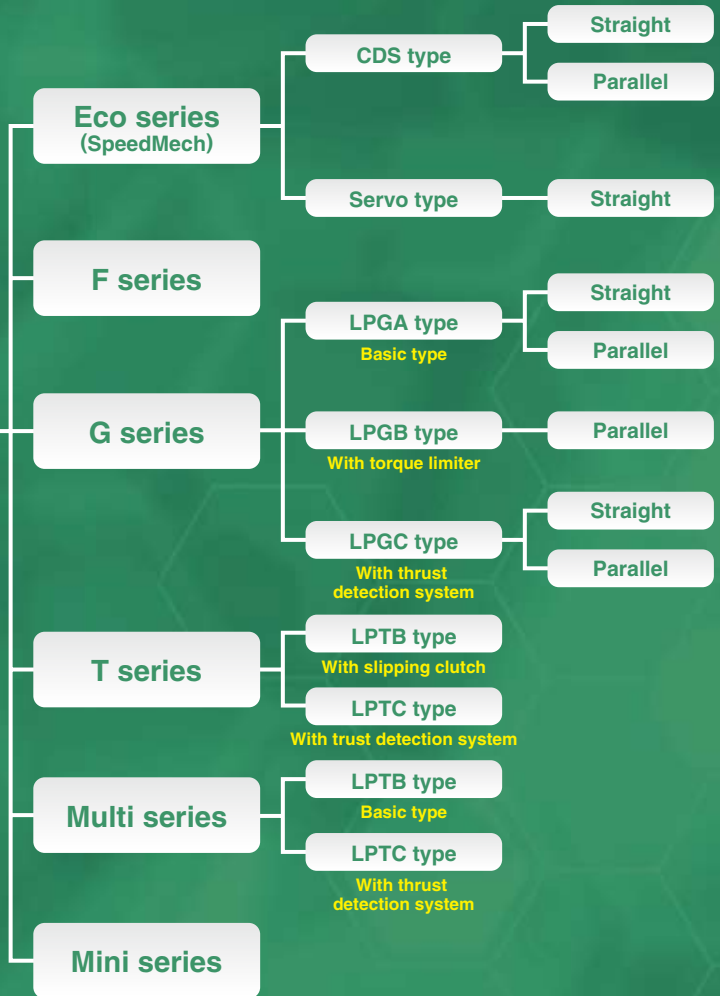 Eco series
(SpeedMech)
CDS type
Straight
Parallel
Servo type
Straight
F series
G series
LPGA type
Basic type
Straight
Parallel
LPGB type
With torque limiter
Parallel
LPGC type
With thrust
detection system
Straight
Parallel
T series
LPTB type
With slipping clutch
LPTC type
With trust detection system
Multi series
LPTB type
Basic type
LPTC type
With thrust
detection system
Mini series